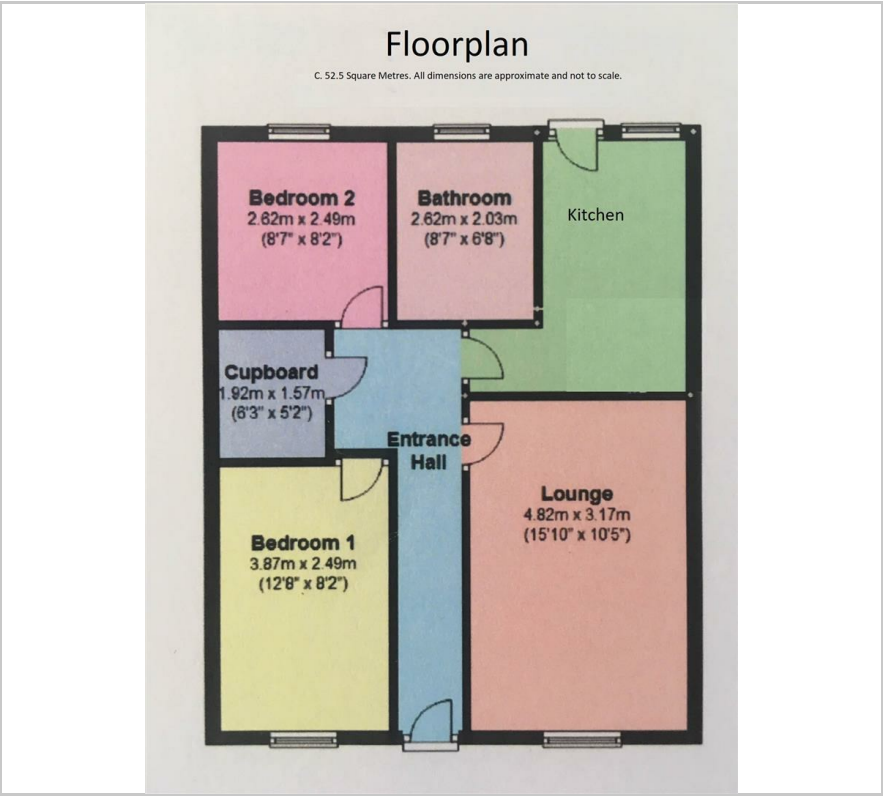 Floorplan
C. 52.5 Square Metres. All dimensions are approximate and not to scale.
Bedroom 2
2.62m x 2.49m
(8'7" x 8'2")
Bathroom
2.62m x 2.03m
(8'7" x 6'8")
Kitchen
Cupboard
1.92m x 1.57m
(6'3" x 5'2")
Entrance
Hall
Lounge
4.82m x 3.17m
(15'10" x 10'5")
Bedroom 1
3.87m x 2.49m
(12'8" x 8'2")